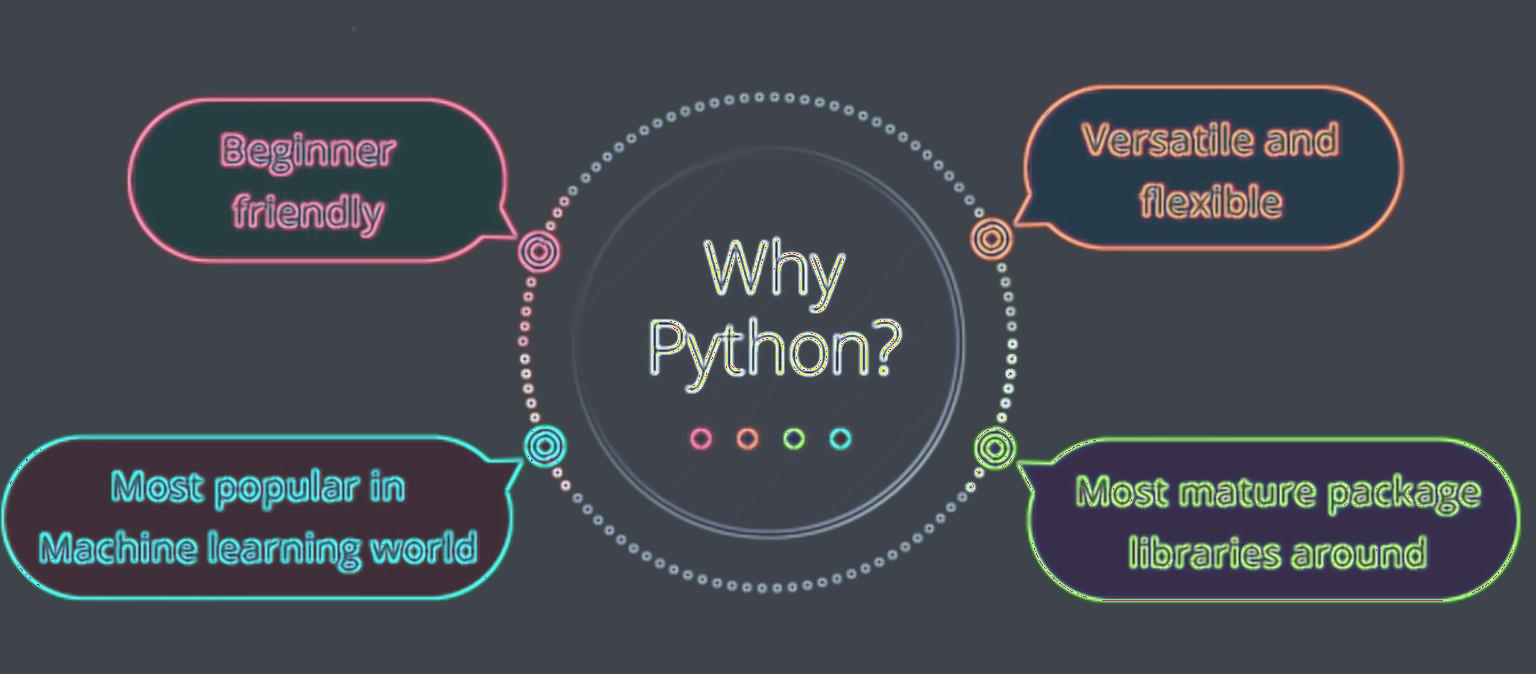 Beginner
friendly
Versatile and
flexible
Why
Python?
Most popular in
Machine learning world
Most mature package
libraries around